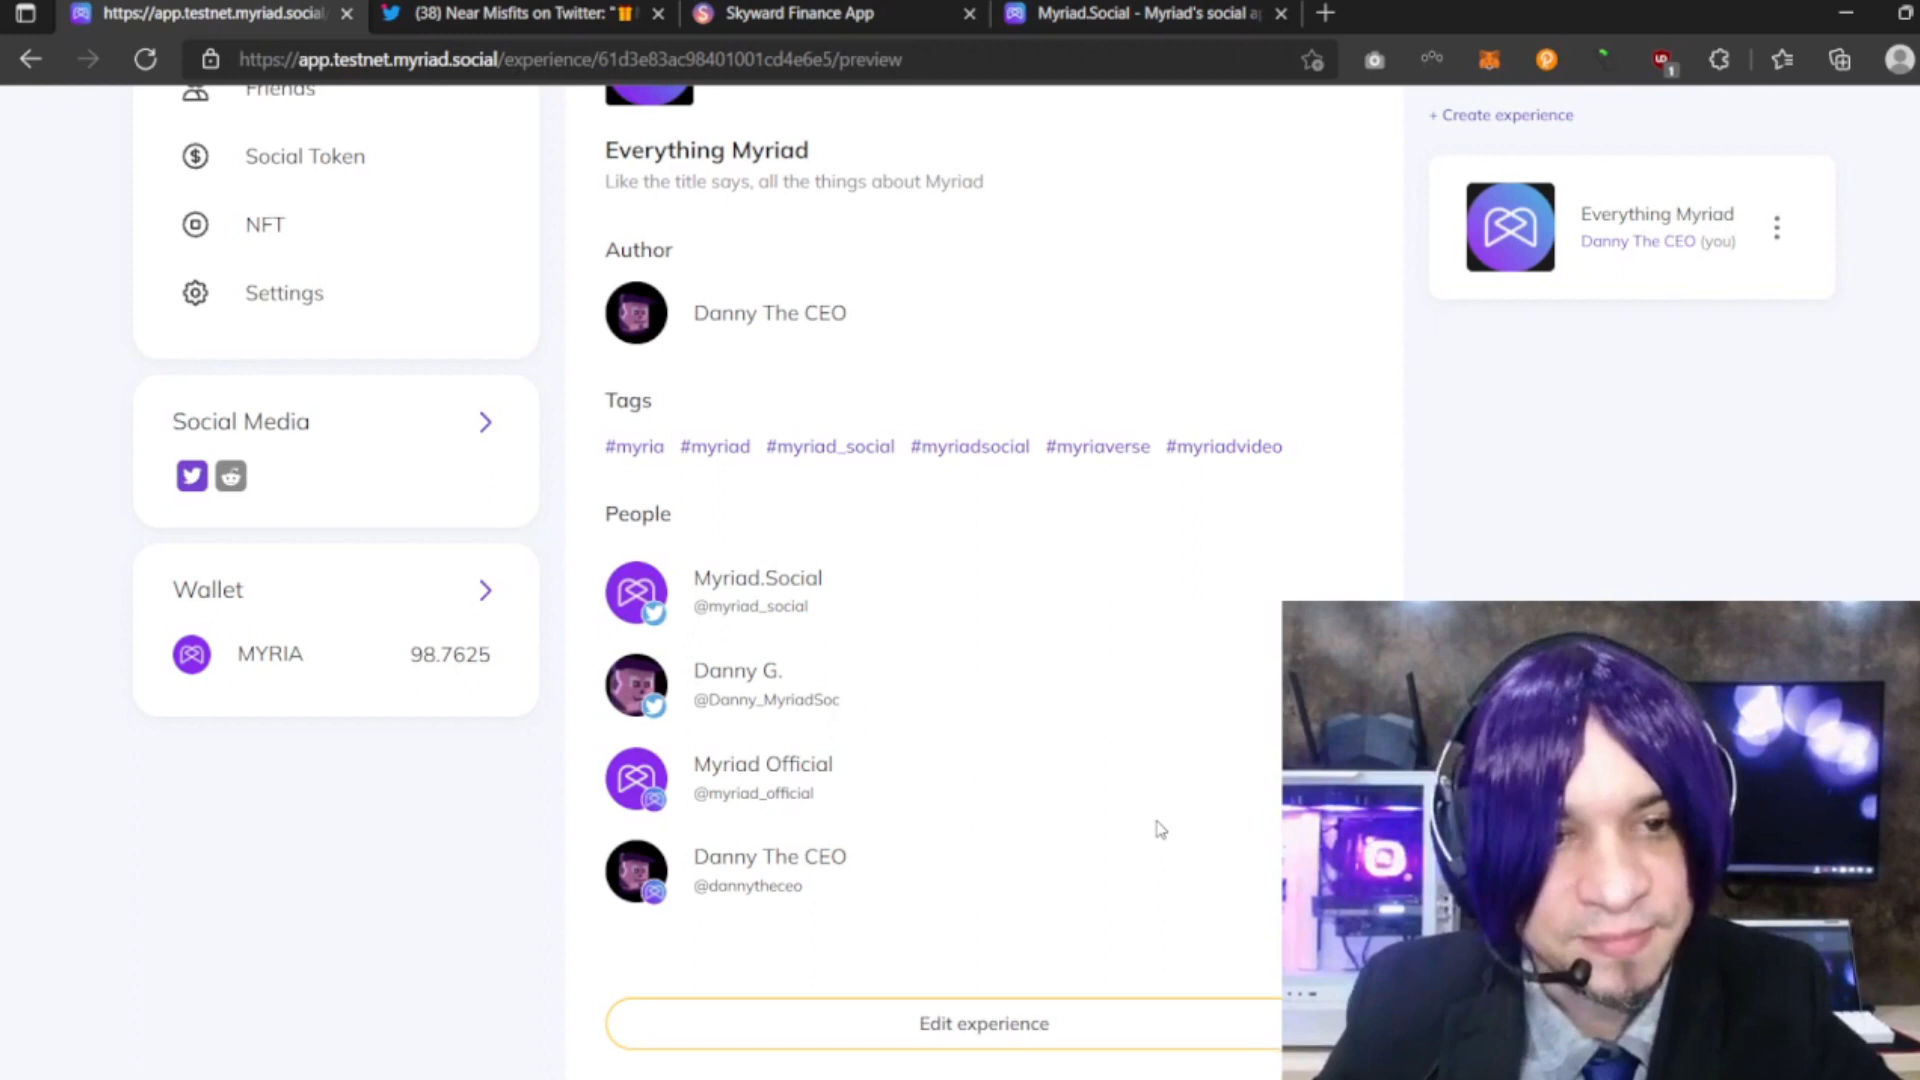 https://app.testnet.myriad.social
(38) Near Misfits on Twitter: "
Skyward Finance App
Myriad.Social - Myriad's social a
https://app.testnet.myriad.social/experience/61d3e83ac98401001cd4e6e5/preview
1
Friends
Social Token
NFT
Settings
Social Media
Wallet
MYRIA 98.7625
Everything Myriad
Like the title says, all the things about Myriad
Author
Danny The CEO
Tags
#myria #myriad #myriad_social #myriadsocial #myriaverse #myriadvideo
People
Myriad.Social
@myriad_social
Danny G.
@Danny_MyriadSoc
Myriad Official
@myriad_official
Danny The CEO
@dannytheceo
Edit experience
+ Create experience
Everything Myriad
Danny The CEO (you)